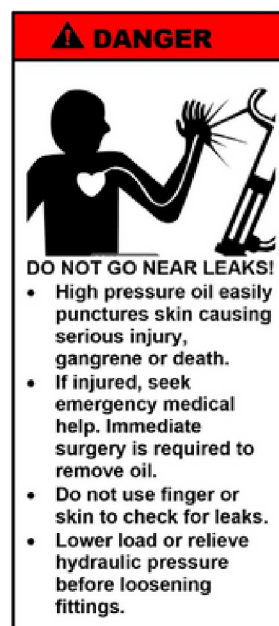 DANGER
DO NOT GO NEAR LEAKS!
• High pressure oil easily
punctures skin causing
serious injury,
gangrene or death.
• If injured, seek
emergency medical
help. Immediate
surgery is required to
remove oil.
• Do not use finger or
skin to check for leaks.
• Lower load or relieve
hydraulic pressure
before loosening
fittings.